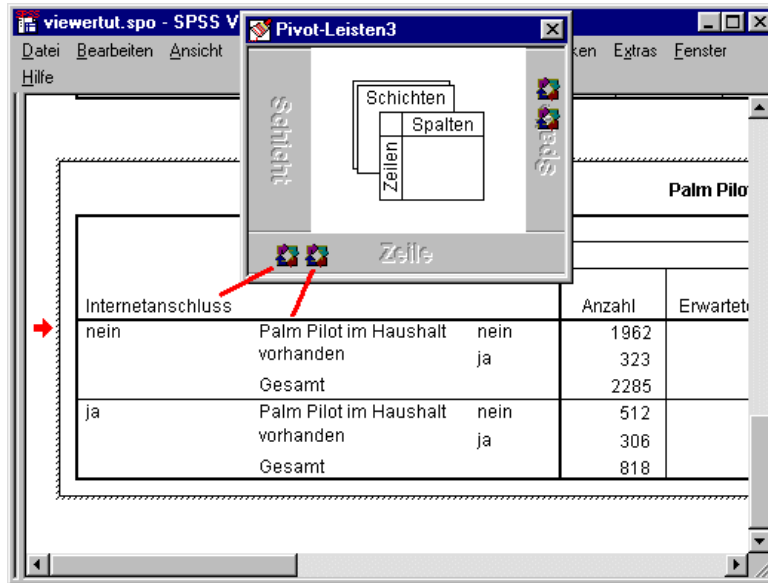 viewertut.spo - SPSS V
Pivot-Leisten3
Datei Bearbeiten Ansicht ken Extras Fenster
Hilfe
Schicht
Schichten
Spalten
Zeilen
Spa
Zeile
Palm Pilo
Internetanschluss Anzahl Erwartet
nein Palm Pilot im Haushalt nein 1962
vorhanden ja 323
Gesamt 2285
ja Palm Pilot im Haushalt nein 512
vorhanden ja 306
Gesamt 818